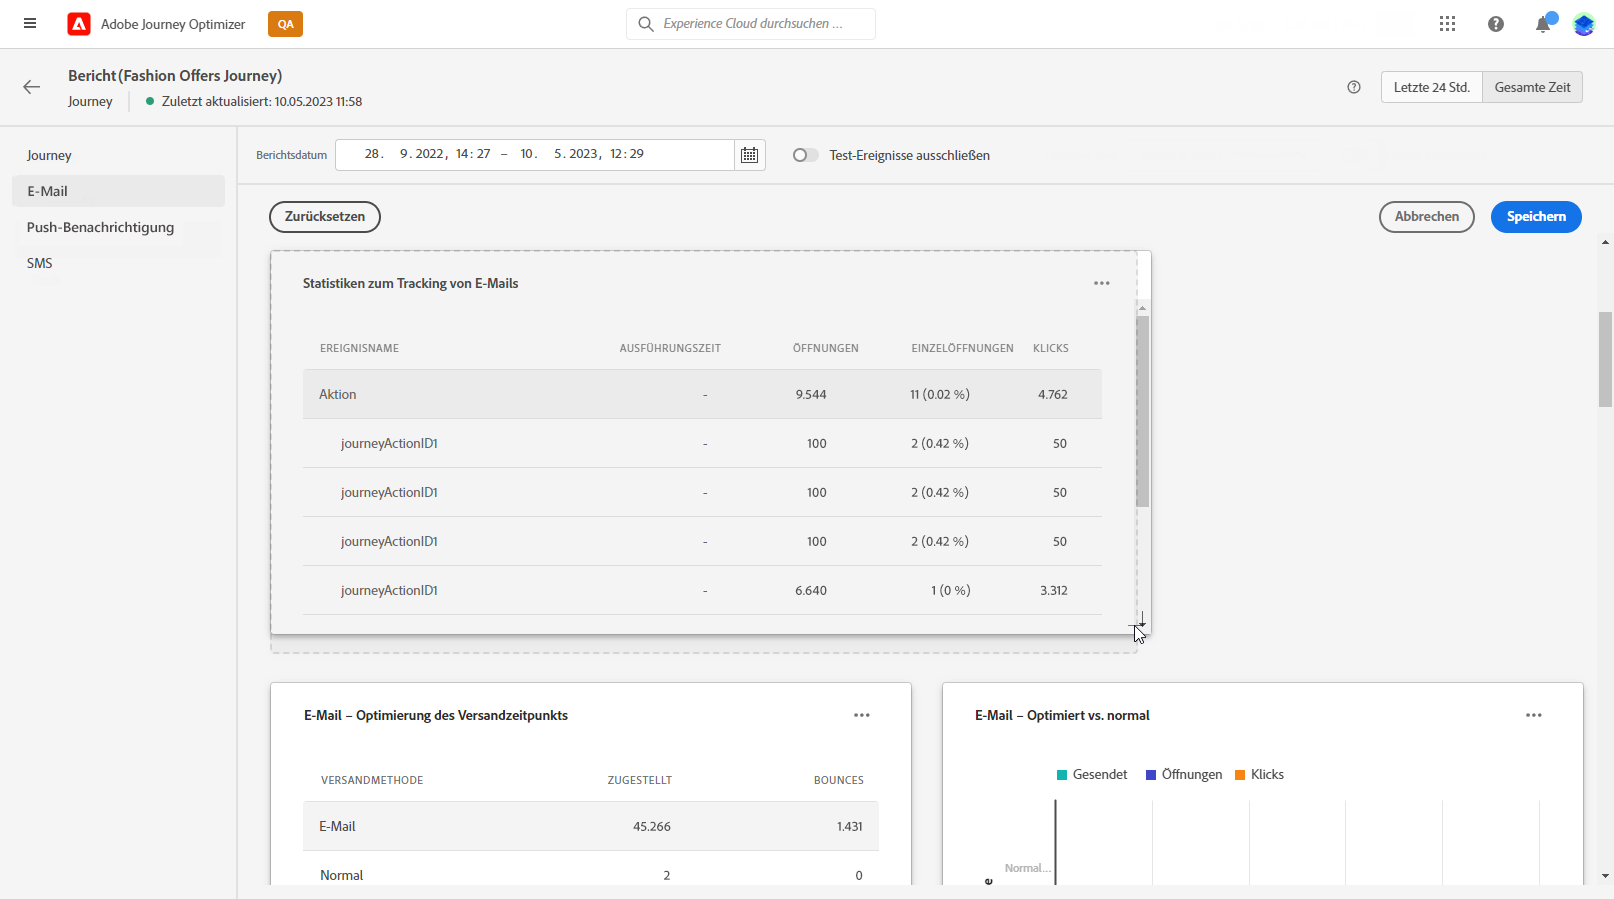 Adobe Journey Optimizer
QA
Experience Cloud durchsuchen ...
Bericht (Fashion Offers Journey)
Journey
Zuletzt aktualisiert: 10.05.2023 11:58
Letzte 24 Std.
Gesamte Zeit
Journey
E-Mail
Push-Benachrichtigung
SMS
Berichtsdatum
28. 9.2022, 14:27 – 10. 5.2023, 12:29
Test-Ereignisse ausschließen
Zurücksetzen
Abbrechen
Speichern
Statistiken zum Tracking von E-Mails
EREIGNISNAME AUSFÜHRUNGSZEIT ÖFFNUNGEN EINZELÖFFNUNGEN KLICKS
Aktion - 9.544 11 (0.02 %) 4.762
journeyActionID1 - 100 2 (0.42 %) 50
journeyActionID1 - 100 2 (0.42 %) 50
journeyActionID1 - 100 2 (0.42 %) 50
journeyActionID1 - 6.640 1 (0 %) 3.312
E-Mail – Optimierung des Versandzeitpunkts
VERSANDMETHODE ZUGESTELLT BOUNCES
E-Mail 45.266 1.431
Normal 2 0
E-Mail – Optimiert vs. normal
Gesendet Öffnungen Klicks
Normal...